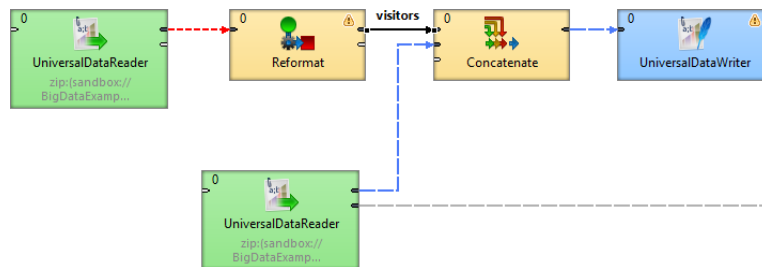 visitors
0
0
0
0
UniversalDataReader
Reformat
Concatenate
UniversalDataWriter
zip:(sandbox://
BigDataExamp...
0
UniversalDataReader
zip:(sandbox://
BigDataExamp...